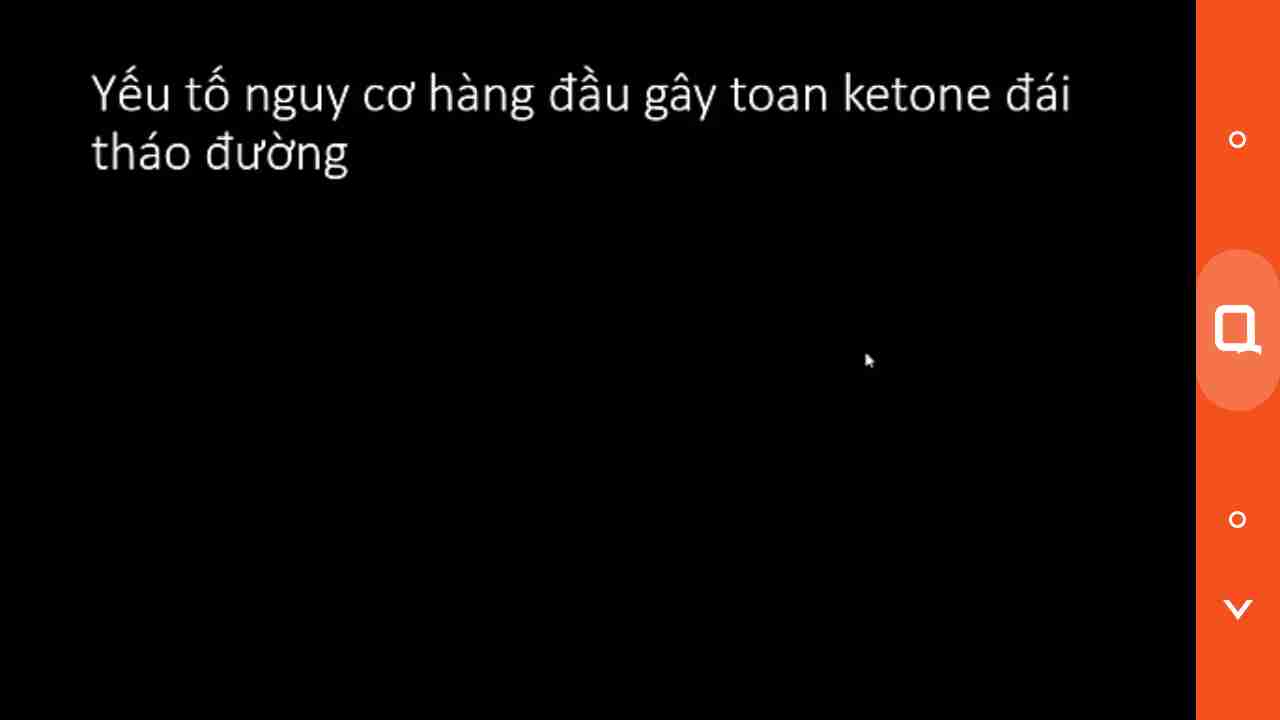 Yếu tố nguy cơ hàng đầu gây toan ketone đái
tháo đường